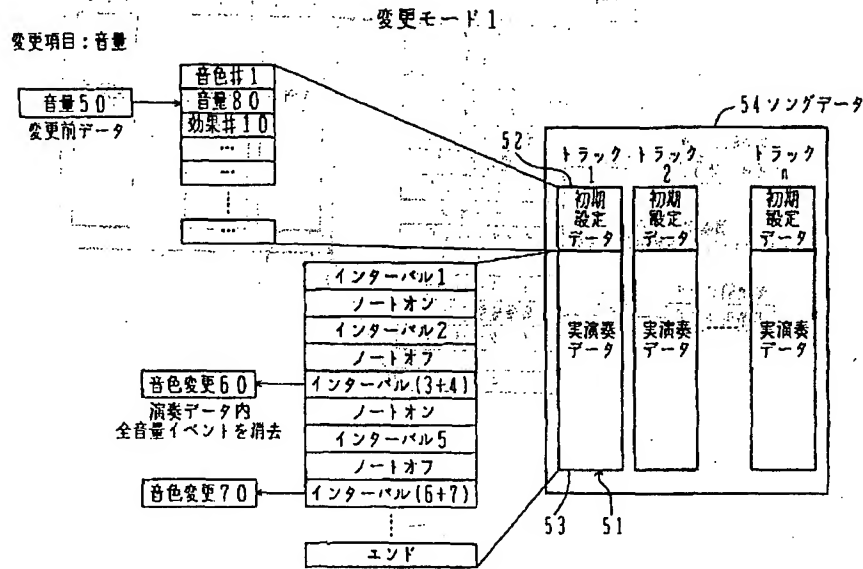 変更モード1
変更項目：音量
音量50
変更前データ
音色＃1
音量80
効果＃10
…
…
…
54 ソングデータ
52
トラック
1
トラック
2
トラック
n
初期
設定
データ
初期
設定
データ
初期
設定
データ
実演奏
データ
実演奏
データ
実演奏
データ
インターバル1
ノートオン
インターバル2
ノートオフ
インターバル(3+4)
ノートオン
インターバル5
ノートオフ
インターバル(6+7)
エンド
音色変更60
演奏データ内
全音量イベントを消去
音色変更70
53
51